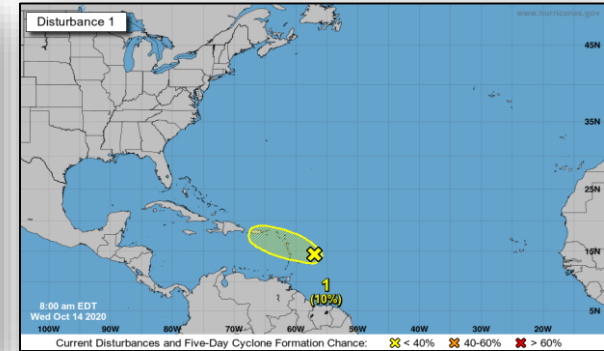 Disturbance 1
www.hurricanes.gov
45N
35N
25N
15N
5N
1
(10%)
8:00 am EDT
Wed Oct 14 2020
100W 90W 80W 70W 60W 50W 40W 30W 20W
Current Disturbances and Five-Day Cyclone Formation Chance: < 40% 40-60% > 60%